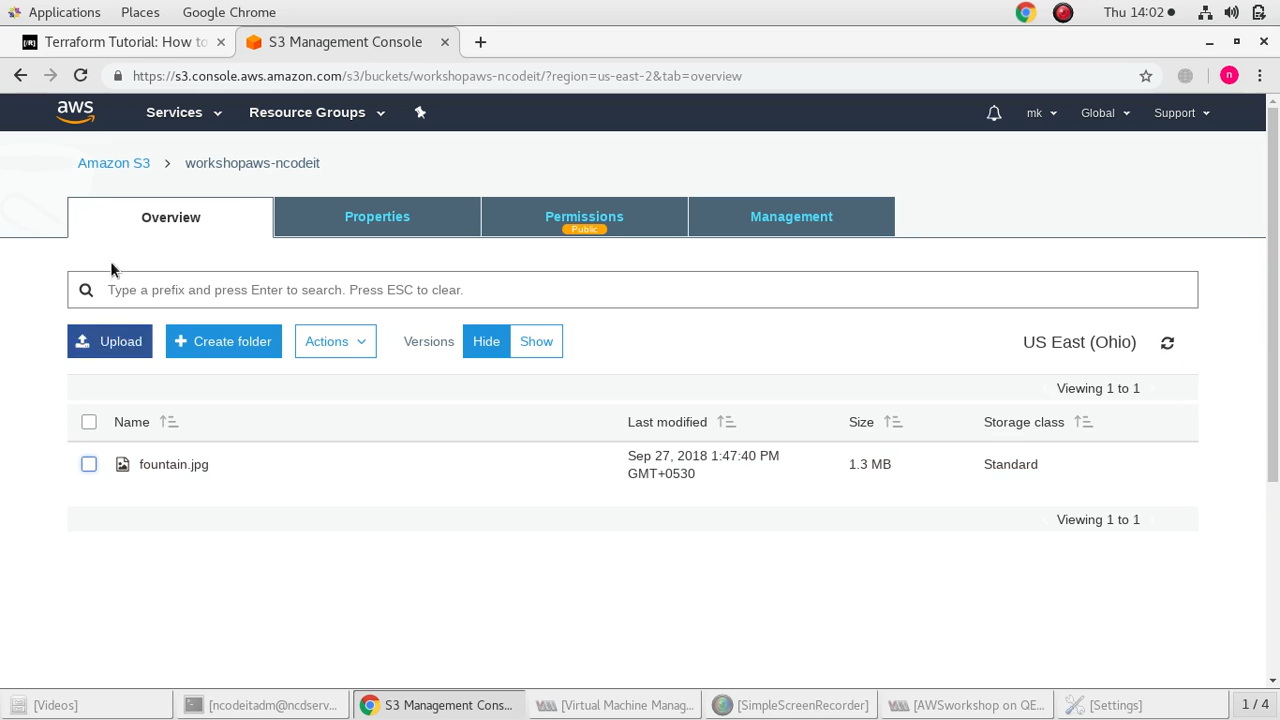 Applications Places Google Chrome Thu 14:02
Terraform Tutorial: How to S3 Management Console
https://s3.console.aws.amazon.com/s3/buckets/workshopaws-ncodeit/?region=us-east-2&tab=overview n
aws Services Resource Groups mk Global Support
Amazon S3 workshopaws-ncodeit
Overview Properties Permissions Management
Public
Type a prefix and press Enter to search. Press ESC to clear.
Upload Create folder Actions Versions Hide Show US East (Ohio)
Viewing 1 to 1
Name Last modified Size Storage class
fountain.jpg Sep 27, 2018 1:47:40 PM 1.3 MB Standard
GMT+0530
Viewing 1 to 1
[Videos] [ncodeitadm@ncdserv... S3 Management Cons... [Virtual Machine Manag... [SimpleScreenRecorder] [AWSworkshop on QE... [Settings] 1 / 4